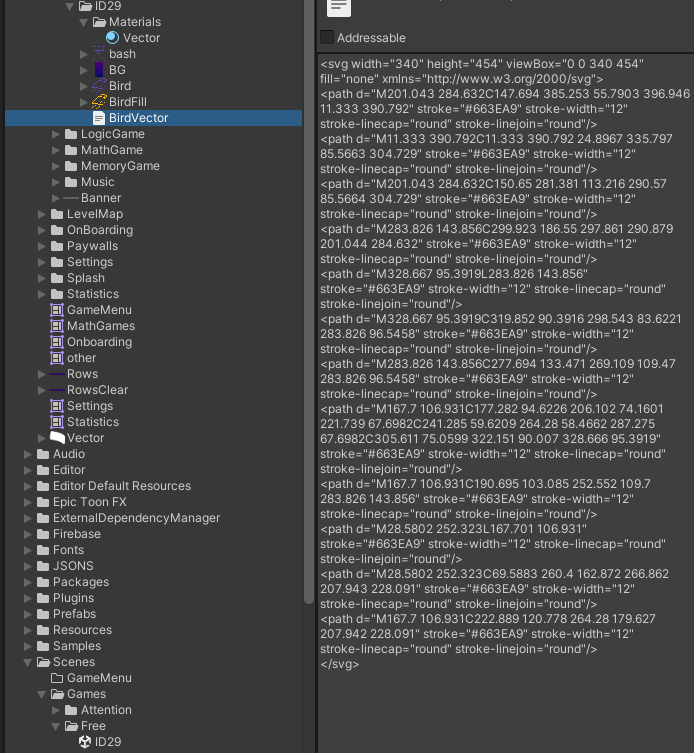 ID29
Materials
Vector
bash
BG
Bird
BirdFill
BirdVector
LogicGame
MathGame
MemoryGame
Music
Banner
LevelMap
OnBoarding
Paywalls
Settings
Splash
Statistics
GameMenu
MathGames
Onboarding
other
Rows
RowsClear
Settings
Statistics
Vector
Audio
Editor
Editor Default Resources
Epic Toon FX
ExternalDependencyManager
Firebase
Fonts
JSONS
Packages
Plugins
Prefabs
Resources
Samples
Scenes
GameMenu
Games
Attention
Free
ID29
Addressable
<svg width="340" height="454" viewBox="0 0 340 454"
fill="none" xmlns="http://www.w3.org/2000/svg">
<path d="M201.043 284.632C147.694 385.253 55.7903 396.946
11.333 390.792" stroke="#663EA9" stroke-width="12"
stroke-linecap="round" stroke-linejoin="round"/>
<path d="M11.333 390.792C11.333 390.792 24.8967 335.797
85.5663 304.729" stroke="#663EA9" stroke-width="12"
stroke-linecap="round" stroke-linejoin="round"/>
<path d="M201.043 284.632C150.65 281.381 113.216 290.57
85.5664 304.729" stroke="#663EA9" stroke-width="12"
stroke-linecap="round" stroke-linejoin="round"/>
<path d="M283.826 143.856C299.923 186.55 297.861 290.879
201.044 284.632" stroke="#663EA9" stroke-width="12"
stroke-linecap="round" stroke-linejoin="round"/>
<path d="M328.667 95.3919L283.826 143.856"
stroke="#663EA9" stroke-width="12" stroke-linecap="round"
stroke-linejoin="round"/>
<path d="M328.667 95.3919C319.852 90.3916 298.543 83.6221
283.826 96.5458" stroke="#663EA9" stroke-width="12"
stroke-linecap="round" stroke-linejoin="round"/>
<path d="M283.826 143.856C277.694 133.471 269.109 109.47
283.826 96.5458" stroke="#663EA9" stroke-width="12"
stroke-linecap="round" stroke-linejoin="round"/>
<path d="M167.7 106.931C177.282 94.6226 206.102 74.1601
221.739 67.6982C241.285 59.6209 264.28 58.4662 287.275
67.6982C305.611 75.0599 322.151 90.007 328.666 95.3919"
stroke="#663EA9" stroke-width="12" stroke-linecap="round"
stroke-linejoin="round"/>
<path d="M167.7 106.931C190.695 103.085 252.552 109.7
283.826 143.856" stroke="#663EA9" stroke-width="12"
stroke-linecap="round" stroke-linejoin="round"/>
<path d="M28.5802 252.323L167.701 106.931"
stroke="#663EA9" stroke-width="12" stroke-linecap="round"
stroke-linejoin="round"/>
<path d="M28.5802 252.323C69.5883 260.4 162.872 266.862
207.943 228.091" stroke="#663EA9" stroke-width="12"
stroke-linecap="round" stroke-linejoin="round"/>
<path d="M167.7 106.931C222.889 120.778 264.28 179.627
207.942 228.091" stroke="#663EA9" stroke-width="12"
stroke-linecap="round" stroke-linejoin="round"/>
</svg>